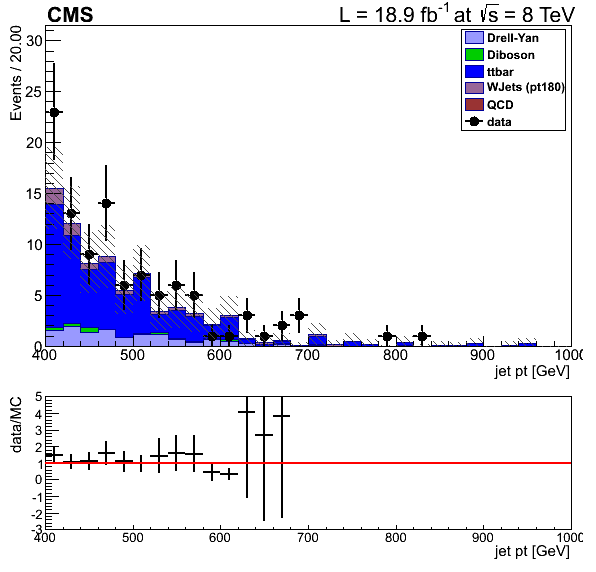 CMS L = 18.9 fb⁻¹ at √s = 8 TeV
Events / 20.00
30
25
20
15
10
5
0
Drell-Yan
Diboson
ttbar
WJets (pt180)
QCD
data
400 500 600 700 800 900 1000
jet pt [GeV]
data/MC
5
4
3
2
1
0
-1
-2
-3
400 500 600 700 800 900 1000
jet pt [GeV]